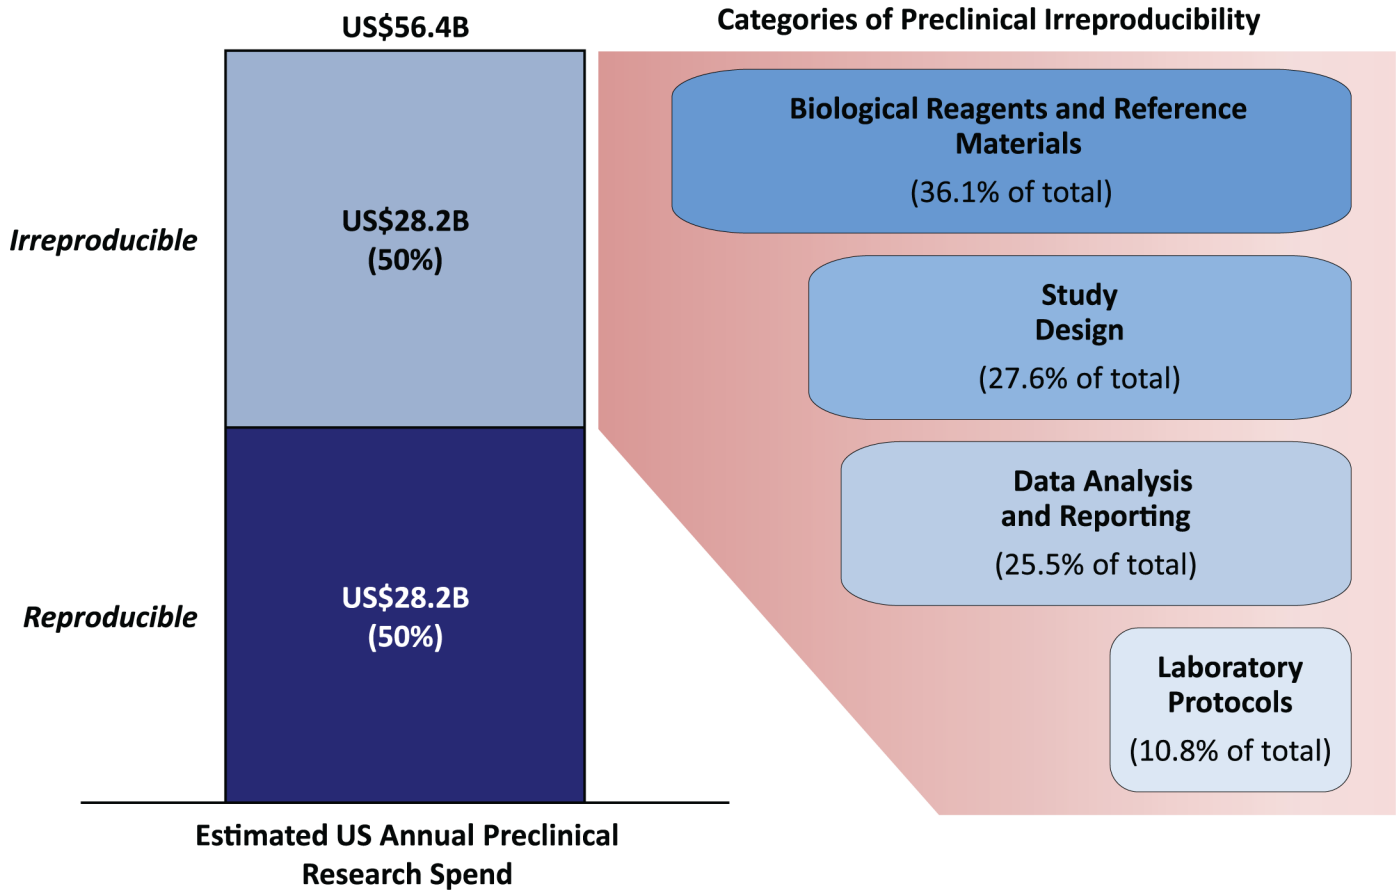 US$56.4B
Irreproducible
US$28.2B
(50%)
Reproducible
US$28.2B
(50%)
Estimated US Annual Preclinical
Research Spend
Categories of Preclinical Irreproducibility
Biological Reagents and Reference
Materials
(36.1% of total)
Study
Design
(27.6% of total)
Data Analysis
and Reporting
(25.5% of total)
Laboratory
Protocols
(10.8% of total)